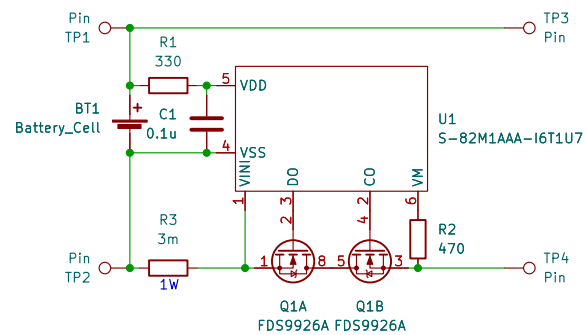 Pin
TP1
TP3
Pin
R1
330
5
VDD
BT1
Battery_Cell
+
C1
0.1u
4
VSS
U1
S-82M1AAA-I6T1U7
VINI
DO
CO
VM
1
3
2
6
2
4
R3
3m
R2
470
Pin
TP2
1W
1
8
5
3
TP4
Pin
Q1A
Q1B
FDS9926A
FDS9926A